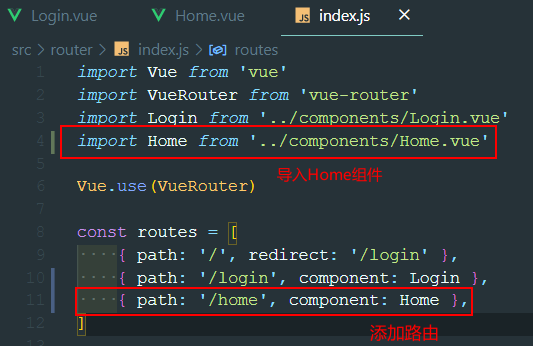 Login.vue Home.vue JS index.js ×
src > router > JS index.js > routes
1 import Vue from 'vue'
2 import VueRouter from 'vue-router'
3 import Login from '../components/Login.vue'
4 import Home from '../components/Home.vue'
导入Home组件
6 Vue.use(VueRouter)
7
8 const routes = [
9 ····{ path: '/', redirect: '/login' },
10 ····{ path: '/login', component: Login },
11 ····{ path: '/home', component: Home },
12 ]
添加路由